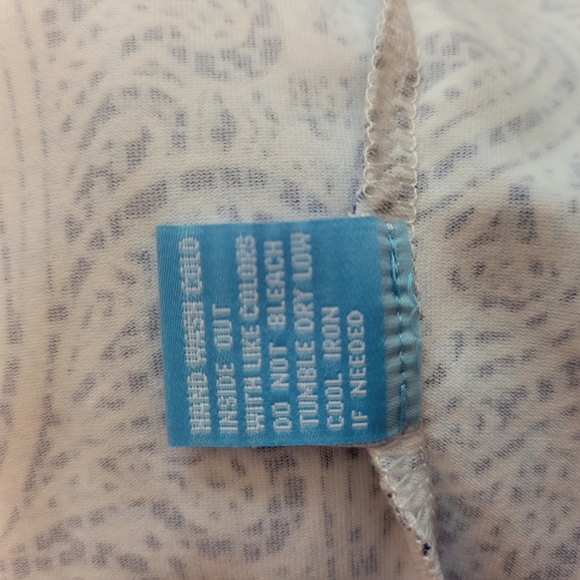 HAND WASH COLD
INSIDE OUT
WITH LIKE COLORS
DO NOT BLEACH
TUMBLE DRY LOW
COOL IRON
IF NEEDED